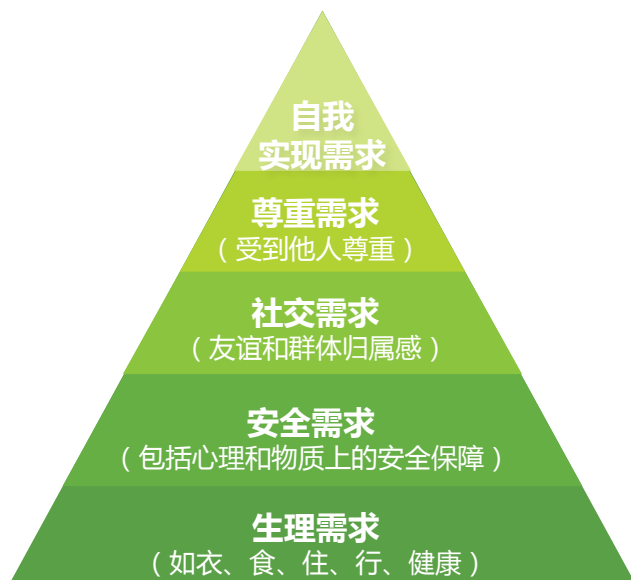 自我
实现需求
尊重需求
（受到他人尊重）
社交需求
（友谊和群体归属感）
安全需求
（包括心理和物质上的安全保障）
生理需求
（如衣、食、住、行、健康）